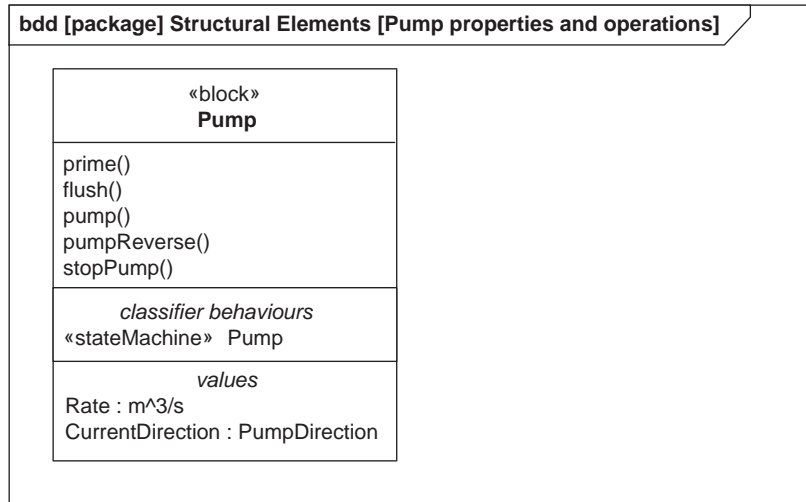 bdd [package] Structural Elements [Pump properties and operations]
«block»
Pump
prime()
flush()
pump()
pumpReverse()
stopPump()
classifier behaviours
«stateMachine» Pump
values
Rate : m^3/s
CurrentDirection : PumpDirection